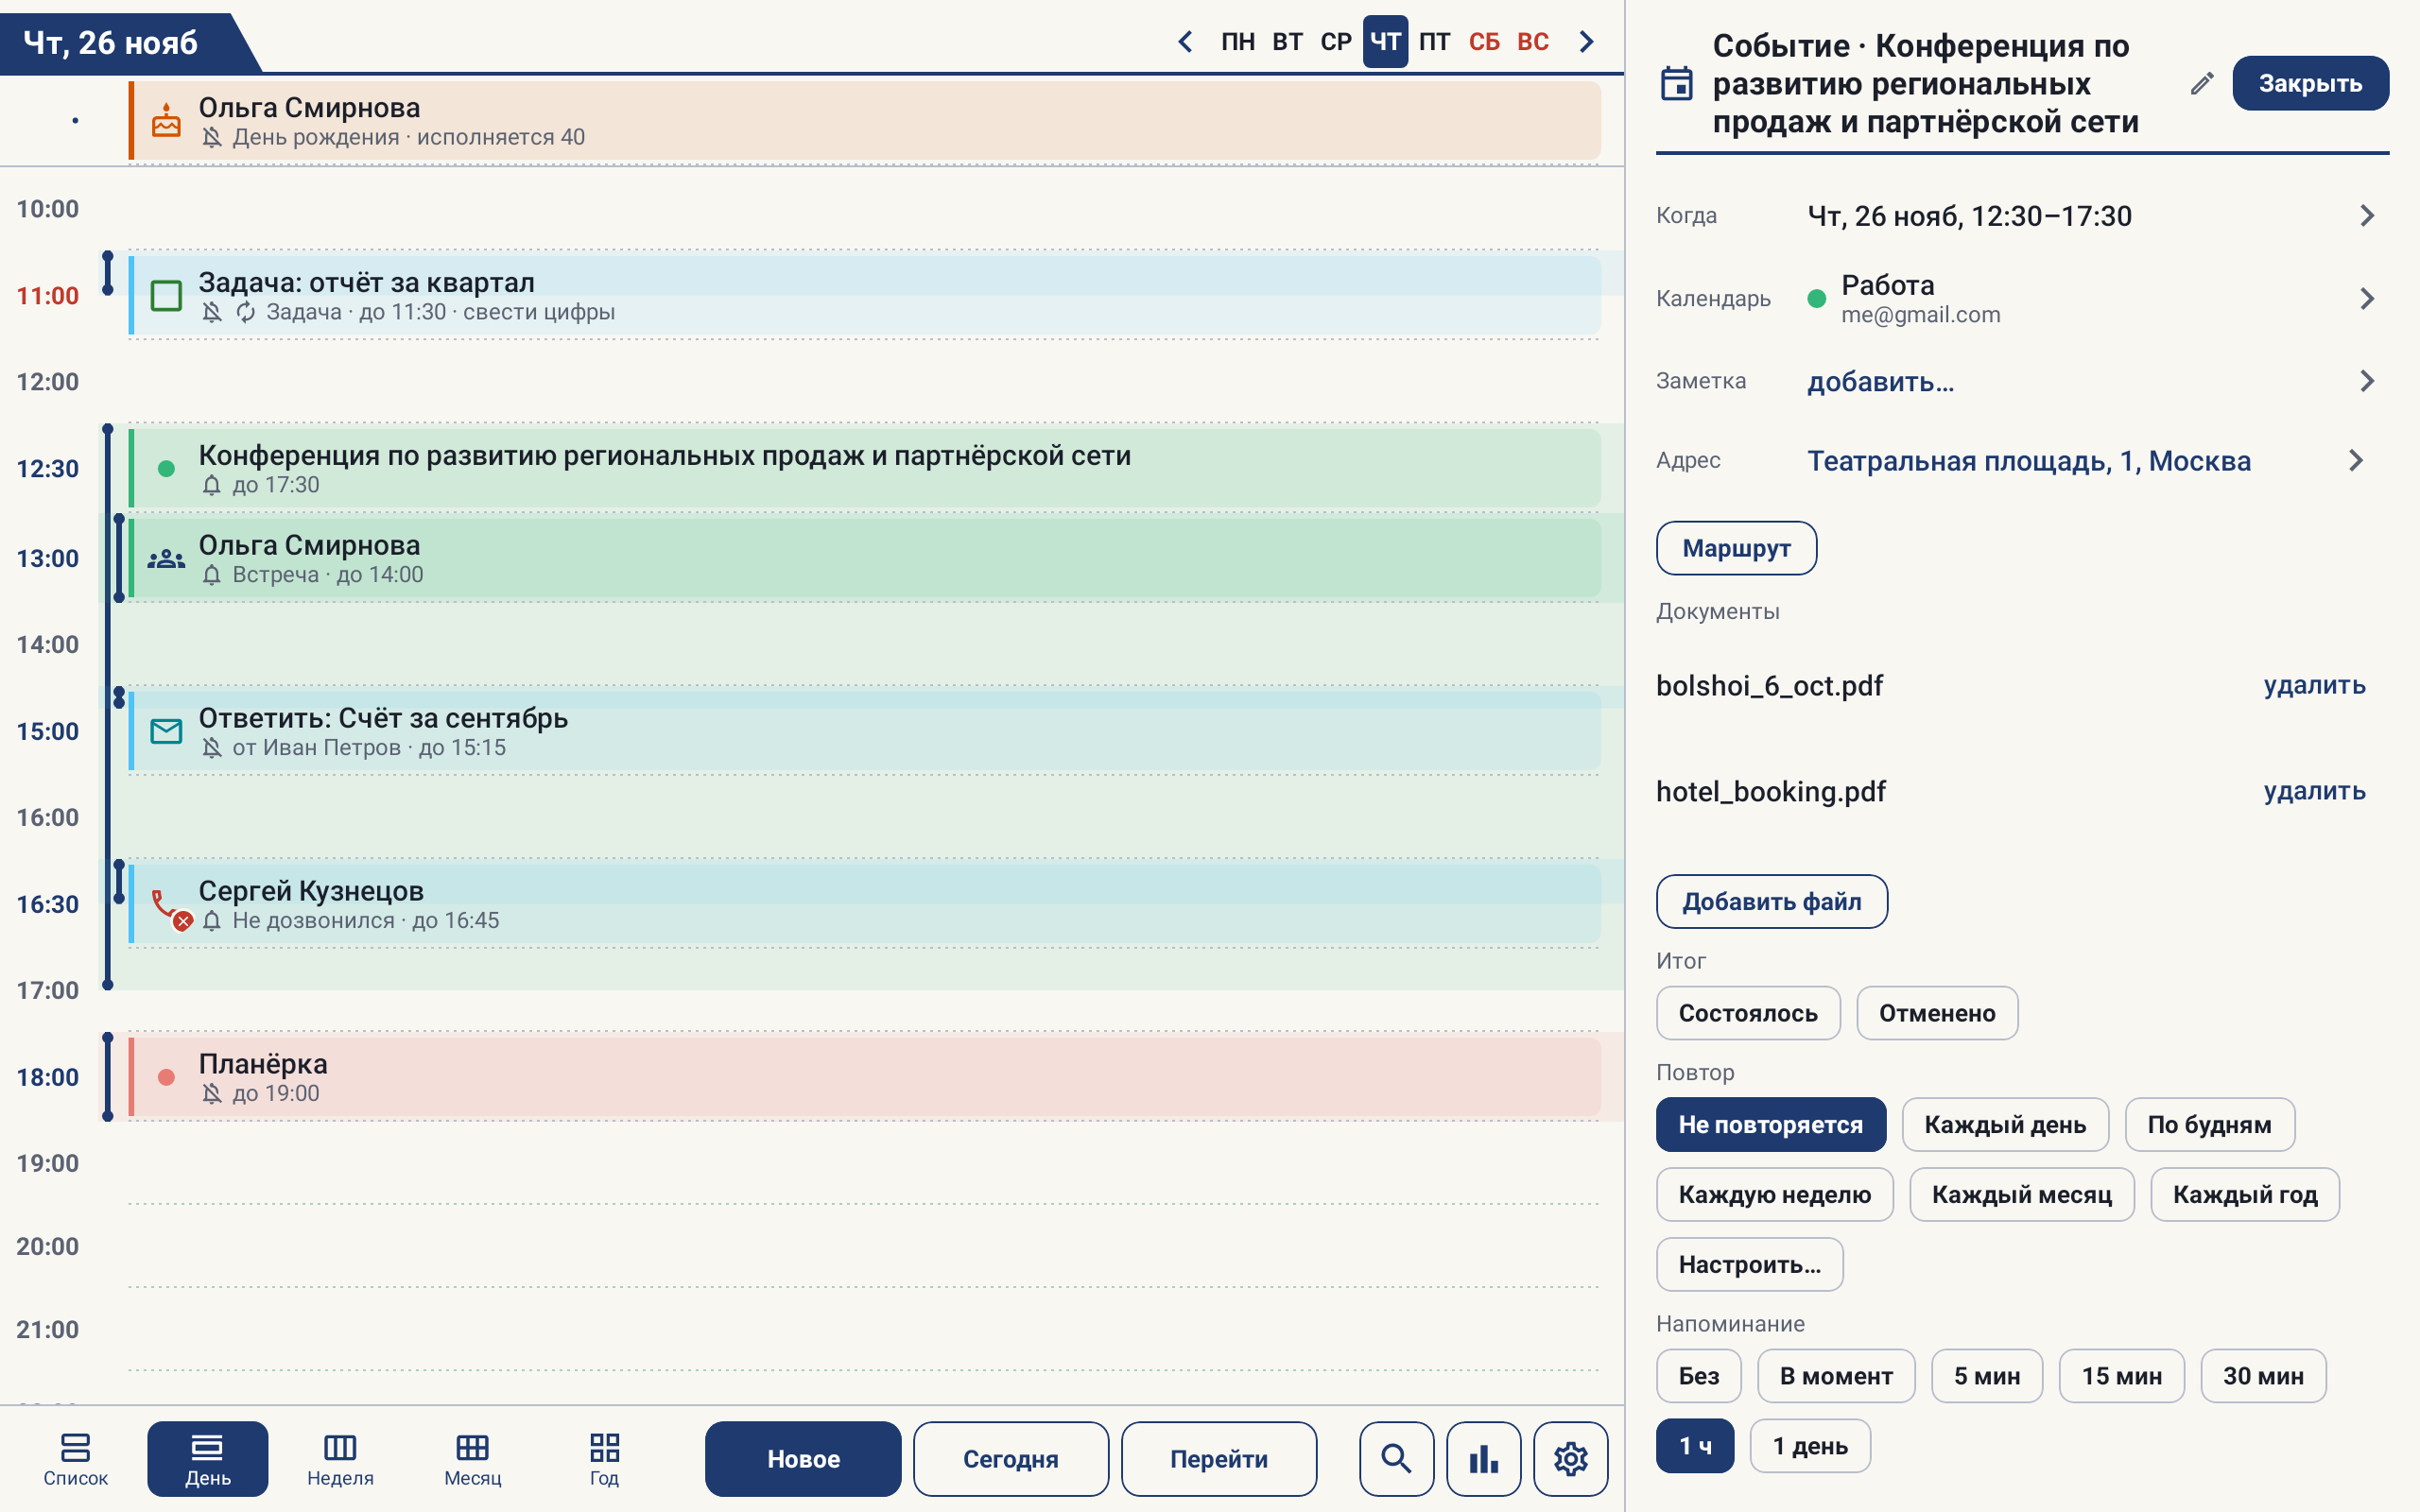 Чт, 26 нояб
ПН ВТ СР ЧТ ПТ СБ ВС
Ольга Смирнова
День рождения · исполняется 40
10:00
11:00
Задача: отчёт за квартал
Задача · до 11:30 · свести цифры
12:00
12:30
Конференция по развитию региональных продаж и партнёрской сети
до 17:30
13:00
Ольга Смирнова
Встреча · до 14:00
14:00
15:00
Ответить: Счёт за сентябрь
от Иван Петров · до 15:15
16:00
16:30
Сергей Кузнецов
Не дозвонился · до 16:45
17:00
18:00
Планёрка
до 19:00
19:00
20:00
21:00
Список
День
Неделя
Месяц
Год
Новое
Сегодня
Перейти
Событие · Конференция по
развитию региональных
продаж и партнёрской сети
Закрыть
Когда
Чт, 26 нояб, 12:30–17:30
Календарь
Работа
me@gmail.com
Заметка
добавить…
Адрес
Театральная площадь, 1, Москва
Маршрут
Документы
bolshoi_6_oct.pdf
удалить
hotel_booking.pdf
удалить
Добавить файл
Итог
Состоялось
Отменено
Повтор
Не повторяется
Каждый день
По будням
Каждую неделю
Каждый месяц
Каждый год
Настроить…
Напоминание
Без
В момент
5 мин
15 мин
30 мин
1 ч
1 день